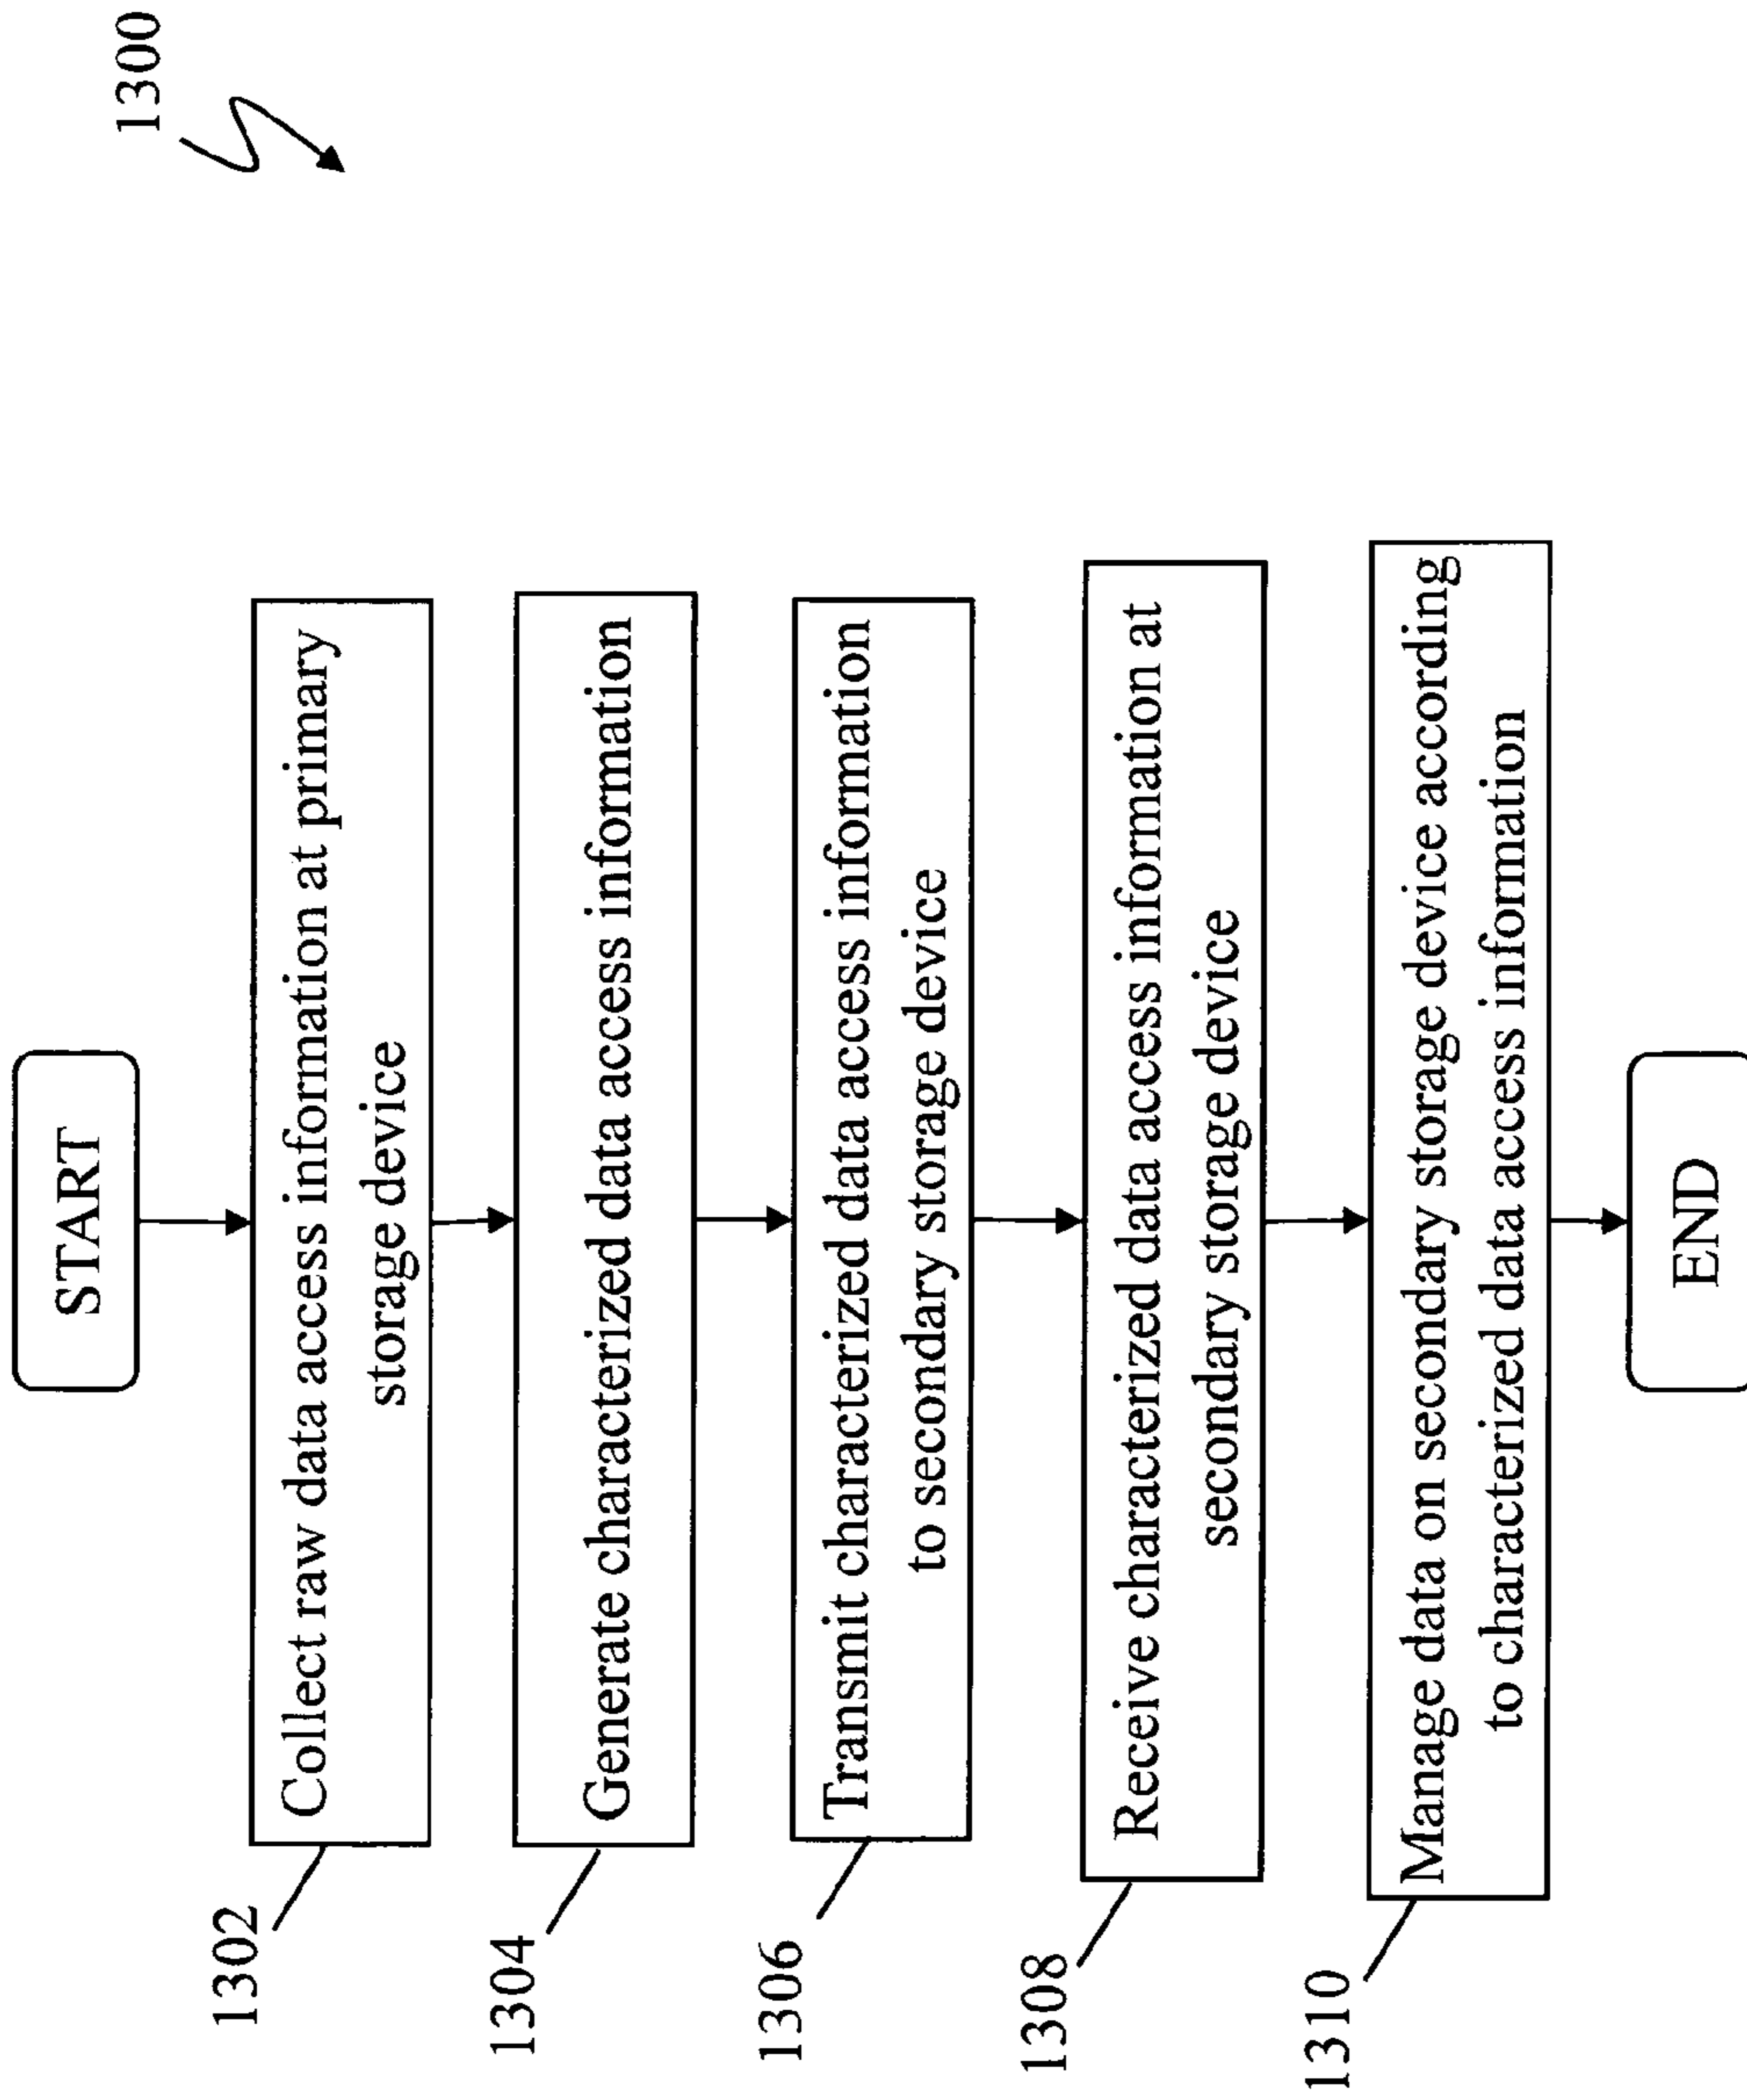 1300
START
1302
Collect raw data access information at primary
storage device
1304
Generate characterized data access information
1306
Transmit characterized data access information
to secondary storage device
1308
Receive characterized data access information at
secondary storage device
1310
Manage data on secondary storage device according
to characterized data access information
END